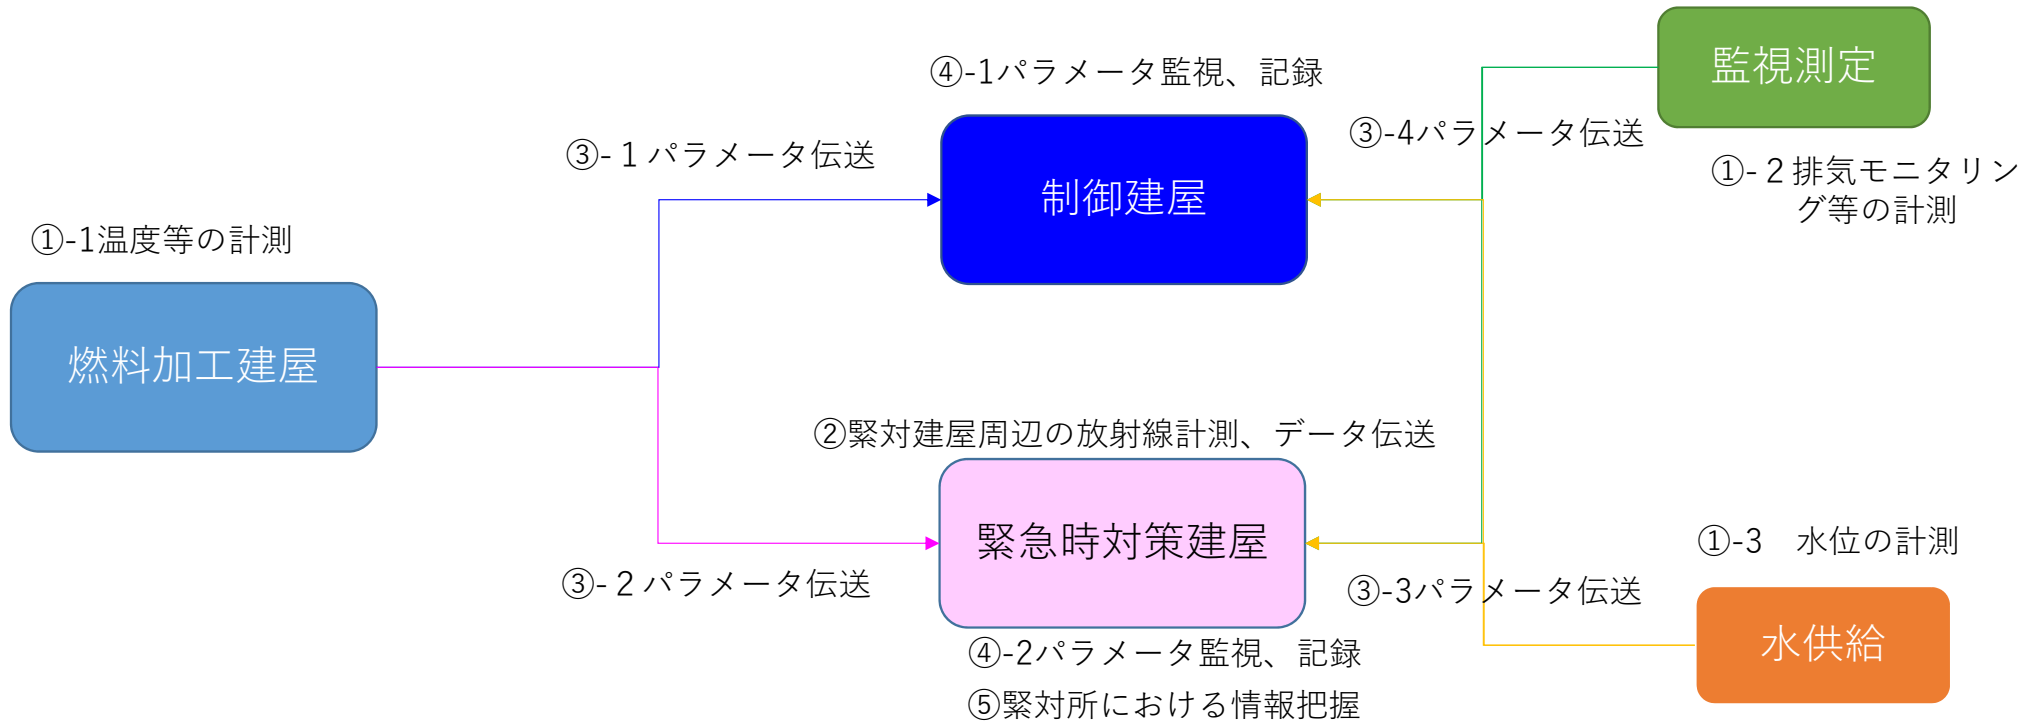 監視測定
④-1パラメータ監視、記録
③-4パラメータ伝送
③-１パラメータ伝送
①-２排気モニタリン
グ等の計測
制御建屋
①-1温度等の計測
燃料加工建屋
②緊対建屋周辺の放射線計測、データ伝送
緊急時対策建屋
①-3　水位の計測
③-２パラメータ伝送
③-3パラメータ伝送
水供給
④-2パラメータ監視、記録
⑤緊対所における情報把握